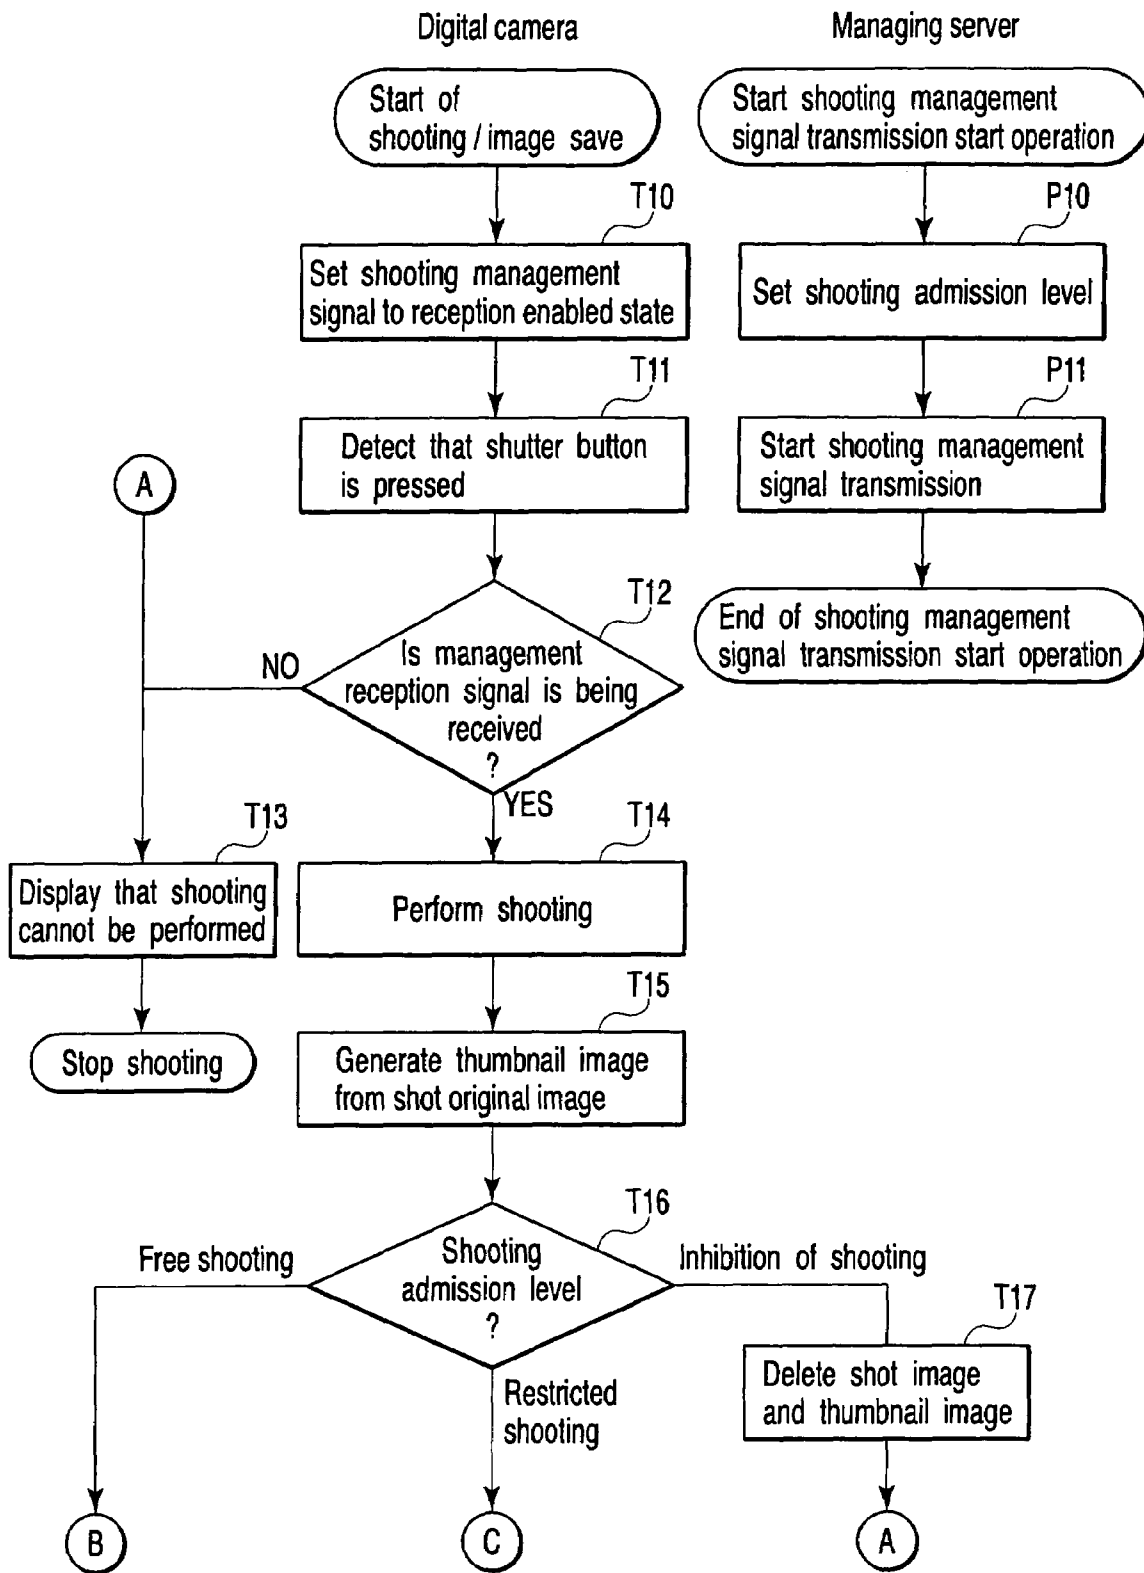 Digital camera
Managing server
Start of
shooting / image save
Start shooting management
signal transmission start operation
T10
P10
Set shooting management
signal to reception enabled state
Set shooting admission level
T11
P11
Detect that shutter button
is pressed
Start shooting management
signal transmission
A
T12
End of shooting management
signal transmission start operation
NO
Is management
reception signal is being
received
?
YES
T13
T14
Display that shooting
cannot be performed
Perform shooting
T15
Stop shooting
Generate thumbnail image
from shot original image
T16
Free shooting
Shooting
admission level
?
Inhibition of shooting
T17
Restricted
shooting
Delete shot image
and thumbnail image
B
C
A